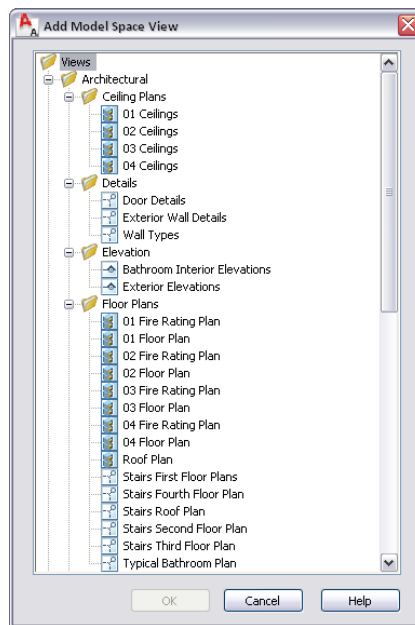 Add Model Space View
Views
Architectural
Ceiling Plans
01 Ceilings
02 Ceilings
03 Ceilings
04 Ceilings
Details
Door Details
Exterior Wall Details
Wall Types
Elevation
Bathroom Interior Elevations
Exterior Elevations
Floor Plans
01 Fire Rating Plan
01 Floor Plan
02 Fire Rating Plan
02 Floor Plan
03 Fire Rating Plan
03 Floor Plan
04 Fire Rating Plan
04 Floor Plan
Roof Plan
Stairs First Floor Plans
Stairs Fourth Floor Plan
Stairs Roof Plan
Stairs Second Floor Plan
Stairs Third Floor Plan
Typical Bathroom Plan
OK Cancel Help